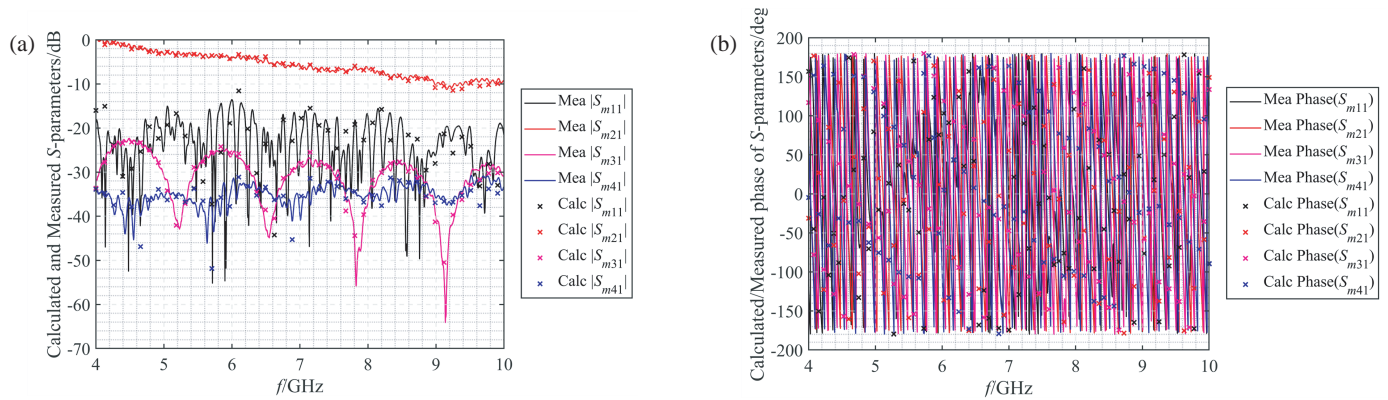 (a)
Calculated and Measured S-parameters/dB
0
-10
-20
-30
-40
-50
-60
-70
4
5
6
7
8
9
10
f/GHz
Mea |Sm11|
Mea |Sm21|
Mea |Sm31|
Mea |Sm41|
Calc |Sm11|
Calc |Sm21|
Calc |Sm31|
Calc |Sm41|
(b)
Calculated/Measured phase of S-parameters/deg
200
150
100
50
0
-50
-100
-150
-200
4
5
6
7
8
9
10
f/GHz
Mea Phase(Sm11)
Mea Phase(Sm21)
Mea Phase(Sm31)
Mea Phase(Sm41)
Calc Phase(Sm11)
Calc Phase(Sm21)
Calc Phase(Sm31)
Calc Phase(Sm41)